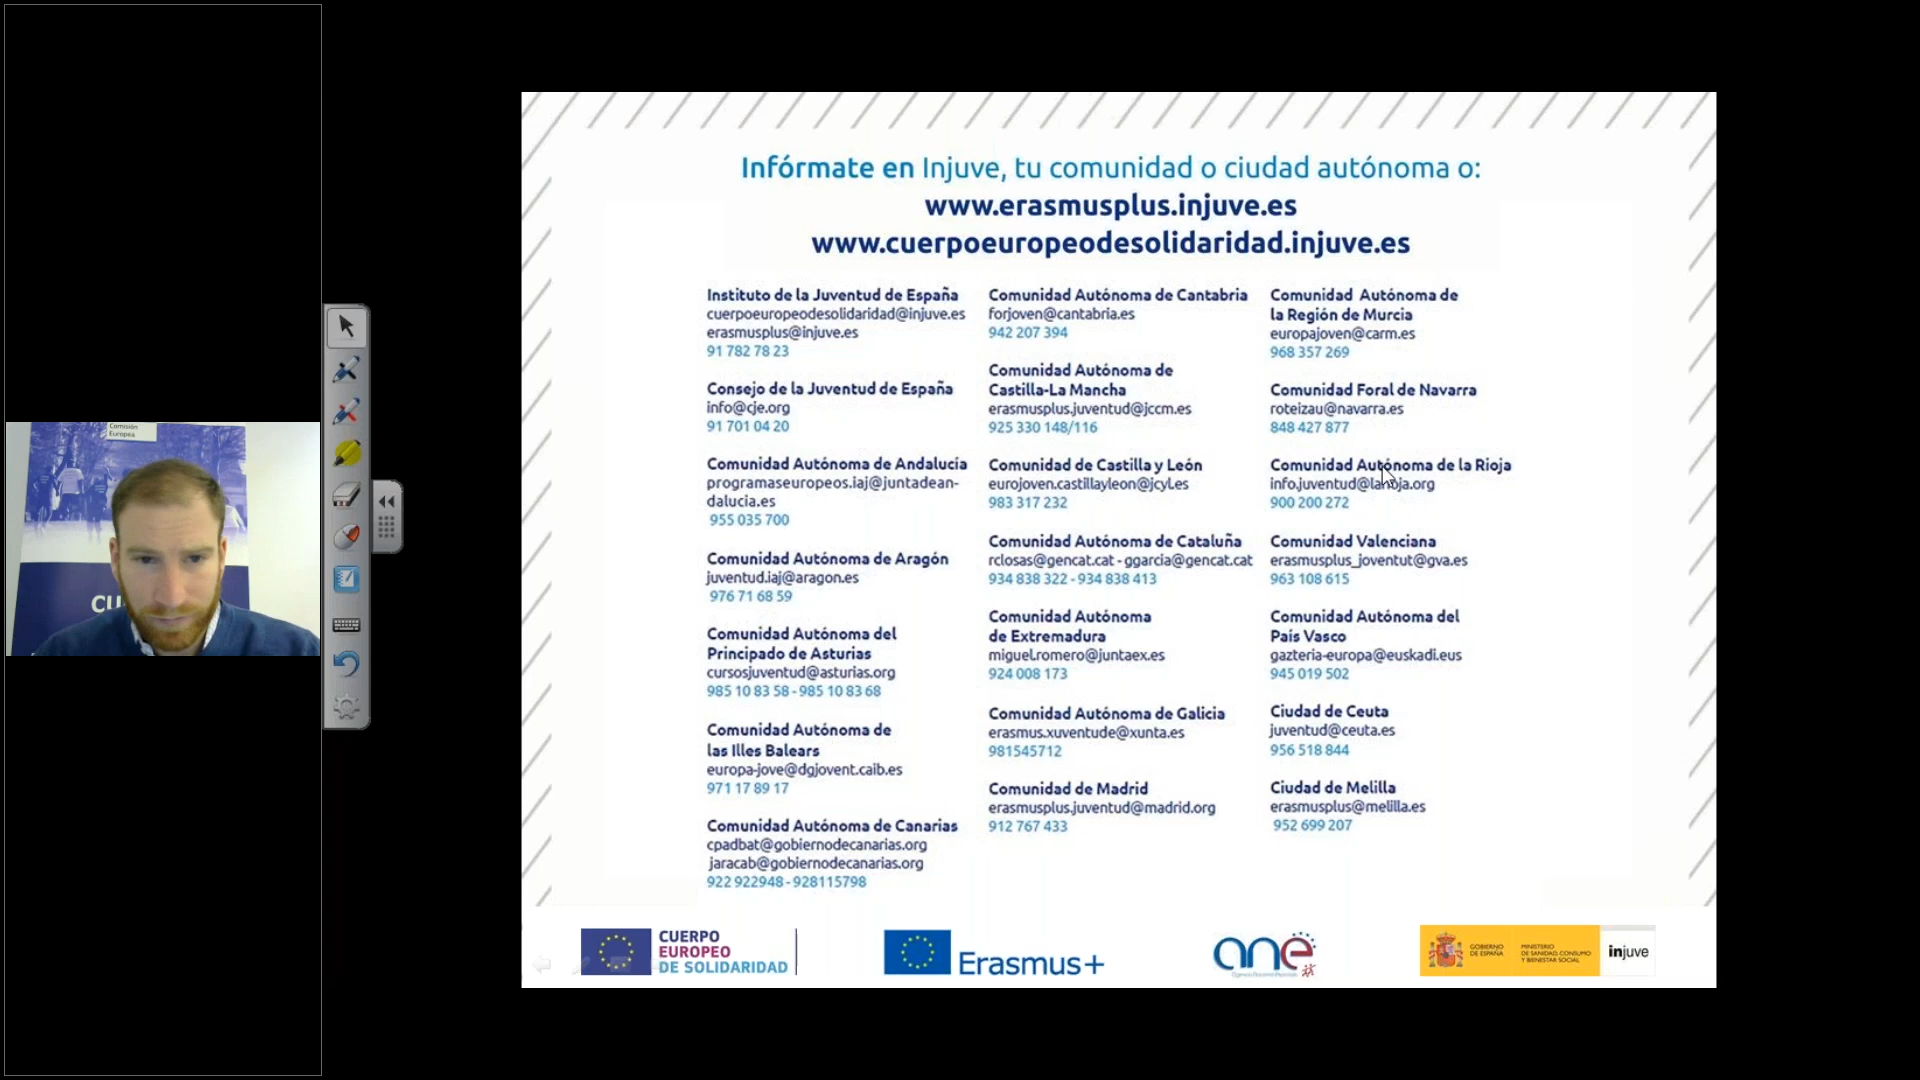 Comisión
Europea
CU
Infórmate en Injuve, tu comunidad o ciudad autónoma o:
www.erasmusplus.injuve.es
www.cuerpoeuropeodesolidaridad.injuve.es
Instituto de la Juventud de España
cuerpoeuropeodesolidaridad@injuve.es
erasmusplus@injuve.es
91 782 78 23
Consejo de la Juventud de España
info@cje.org
91 701 04 20
Comunidad Autónoma de Andalucía
programaseuropeos.iaj@juntadean-
dalucia.es
955 035 700
Comunidad Autónoma de Aragón
juventud.iaj@aragon.es
976 71 68 59
Comunidad Autónoma del
Principado de Asturias
cursosjuventud@asturias.org
985 10 83 58 - 985 10 83 68
Comunidad Autónoma de
las Illes Balears
europa-jove@dgjovent.caib.es
971 17 89 17
Comunidad Autónoma de Canarias
cpadbat@gobiernodecanarias.org
jaracab@gobiernodecanarias.org
922 922948 - 928115798
Comunidad Autónoma de Cantabria
forjoven@cantabria.es
942 207 394
Comunidad Autónoma de
Castilla-La Mancha
erasmusplus.juventud@jccm.es
925 330 148/116
Comunidad de Castilla y León
eurojoven.castillayleon@jcyl.es
983 317 232
Comunidad Autónoma de Cataluña
rclosas@gencat.cat - ggarcia@gencat.cat
934 838 322 - 934 838 413
Comunidad Autónoma
de Extremadura
miguel.romero@juntaex.es
924 008 173
Comunidad Autónoma de Galicia
erasmus.xuventude@xunta.es
981545712
Comunidad de Madrid
erasmusplus.juventud@madrid.org
912 767 433
Comunidad Autónoma de
la Región de Murcia
europajoven@carm.es
968 357 269
Comunidad Foral de Navarra
roteizau@navarra.es
848 427 877
Comunidad Autónoma de la Rioja
info.juventud@larioja.org
900 200 272
Comunidad Valenciana
erasmusplus_joventut@gva.es
963 108 615
Comunidad Autónoma del
País Vasco
gazteria-europa@euskadi.eus
945 019 502
Ciudad de Ceuta
juventud@ceuta.es
956 518 844
Ciudad de Melilla
erasmusplus@melilla.es
952 699 207
CUERPO
EUROPEO
DE SOLIDARIDAD
Erasmus+
ane
GOBIERNO
DE ESPAÑA
MINISTERIO
DE SANIDAD, CONSUMO
Y BIENESTAR SOCIAL
injuve